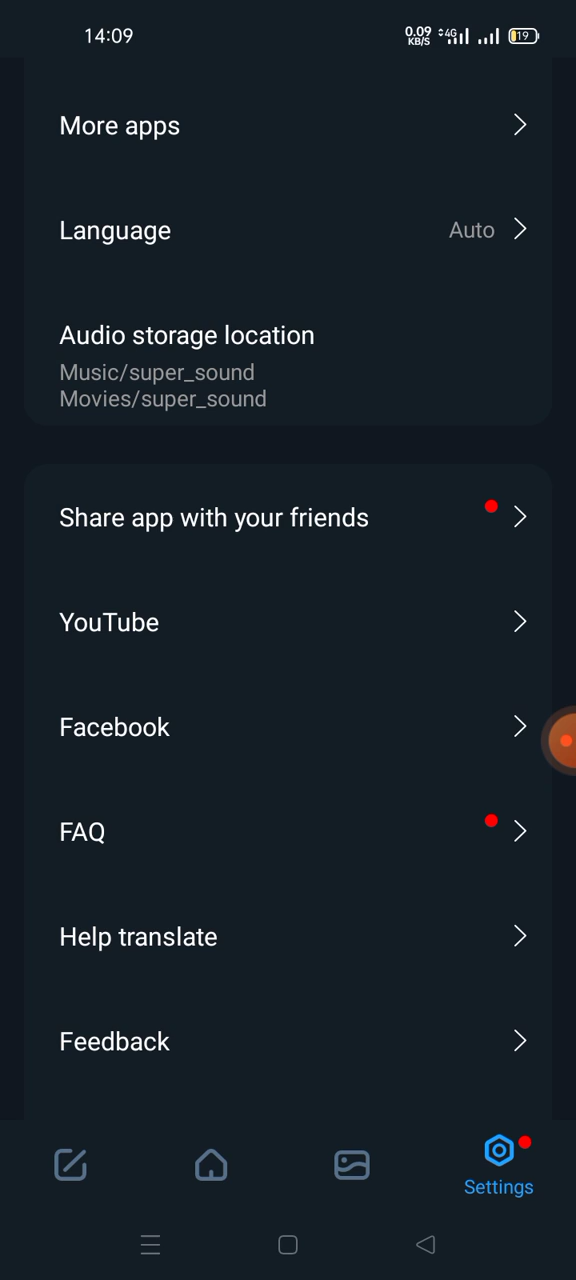 14:09
0.09
KB/S
4G
19
More apps
Language
Auto
Audio storage location
Music/super_sound
Movies/super_sound
Share app with your friends
YouTube
Facebook
FAQ
Help translate
Feedback
Settings